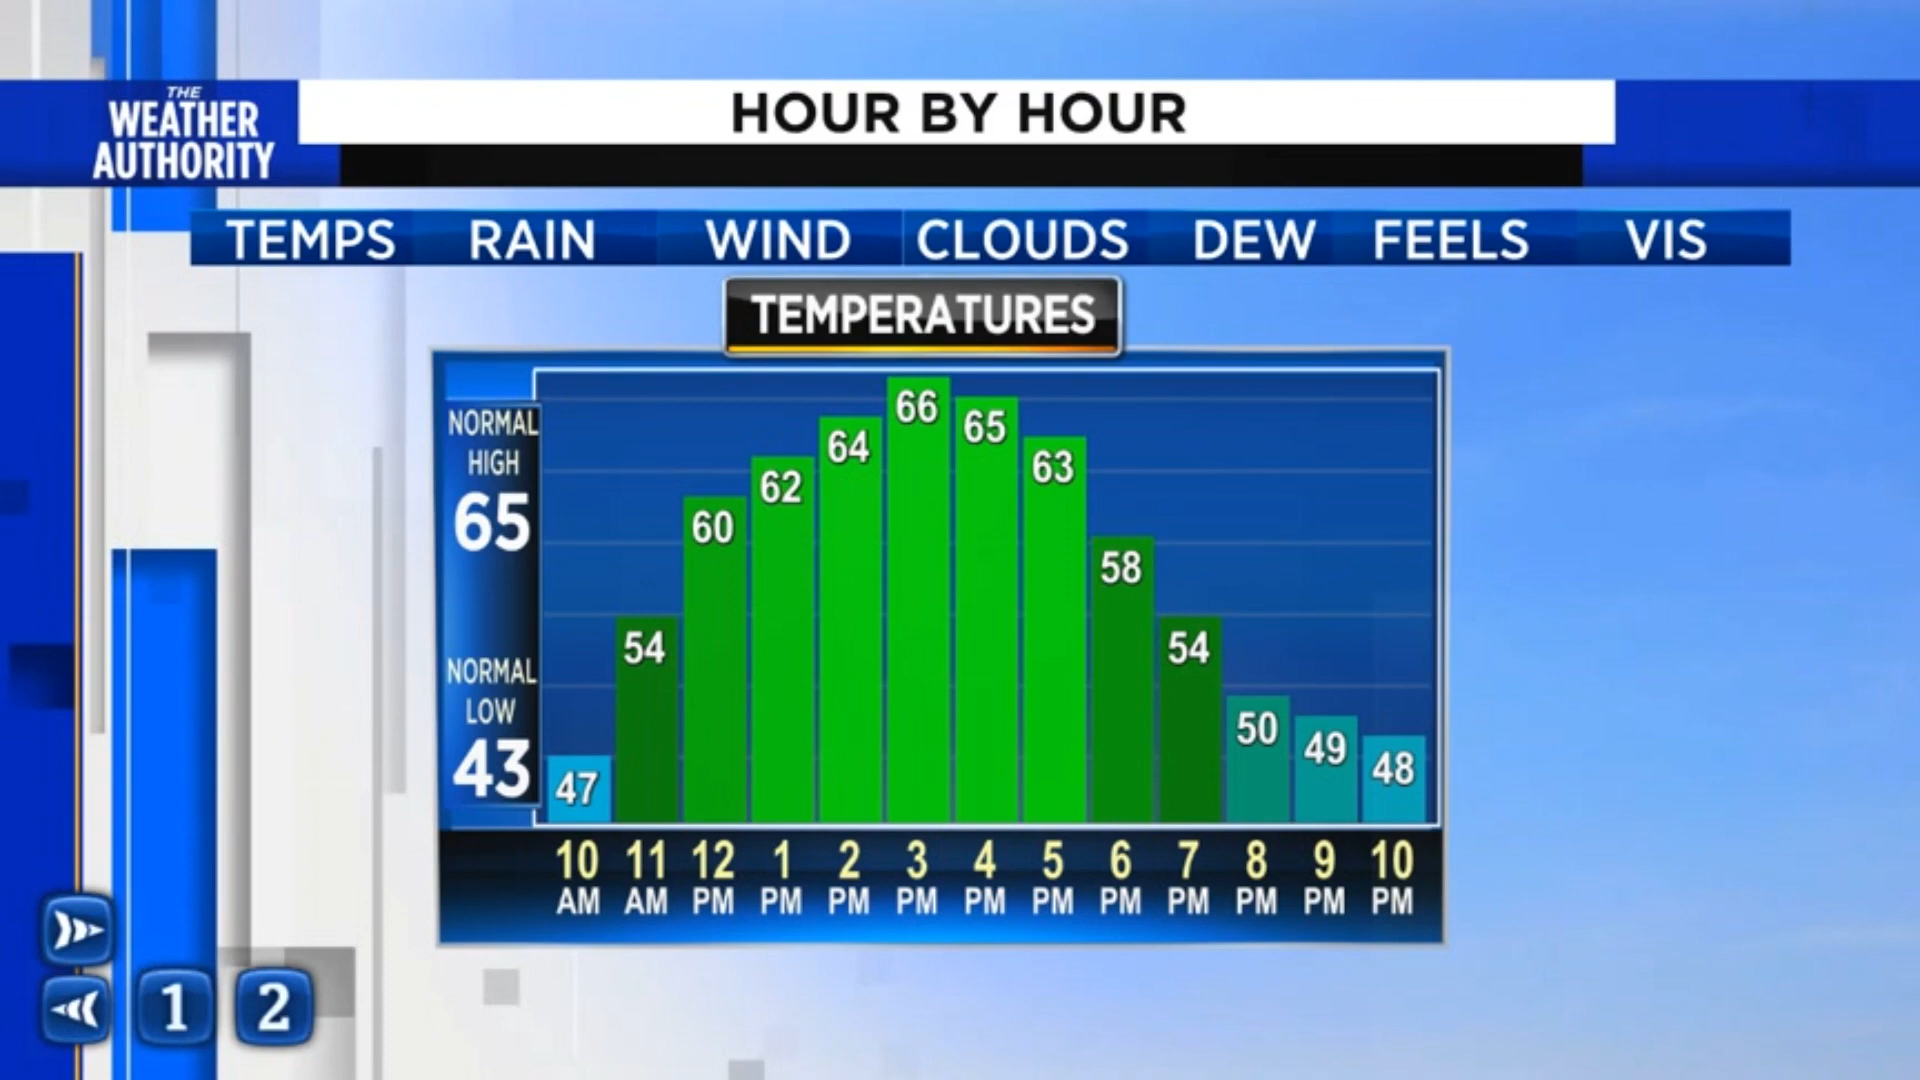 THE
WEATHER
AUTHORITY
HOUR BY HOUR
TEMPS RAIN WIND CLOUDS DEW FEELS VIS
TEMPERATURES
NORMAL
HIGH
65
NORMAL
LOW
43
47 54 60 62 64 66 65 63 58 54 50 49 48
10 11 12 1 2 3 4 5 6 7 8 9 10
AM AM PM PM PM PM PM PM PM PM PM PM PM
1 2